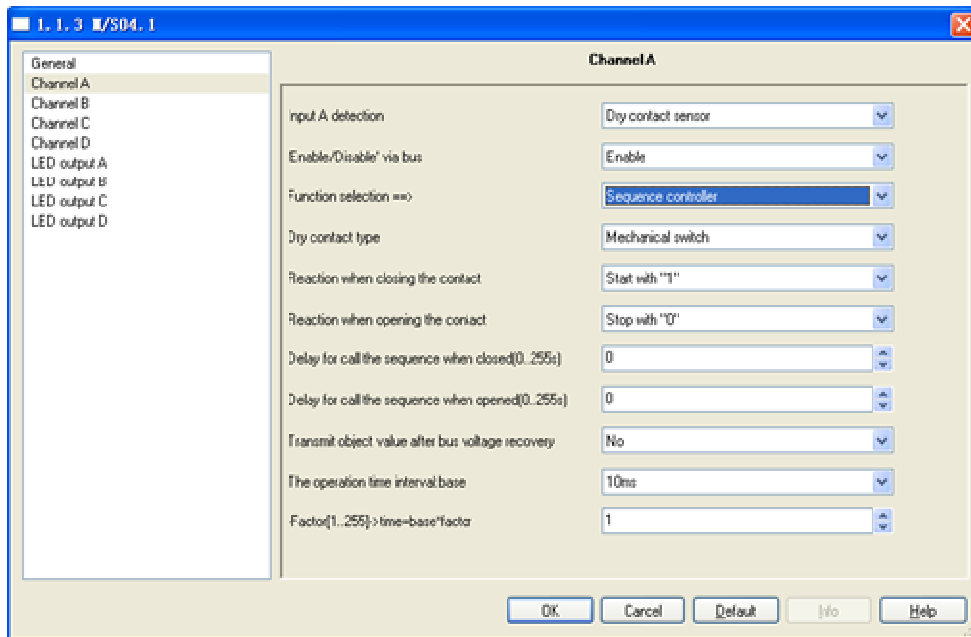 1.1.3 M/S04.1
General
Channel A
Channel B
Channel C
Channel D
LED output A
LED output B
LED output C
LED output D
Channel A
Input A detection Dry contact sensor
'Enable/Disable' via bus Enable
Function selection ==> Sequence controller
Dry contact type Mechanical switch
Reaction when closing the contact Start with "1"
Reaction when opening the contact Stop with "0"
Delay for call the sequence when closed(0..255s) 0
Delay for call the sequence when opened(0..255s) 0
Transmit object value after bus voltage recovery No
The operation time interval:base 10ms
Factor[1..255]->time=base*factor 1
OK Cancel Default Info Help